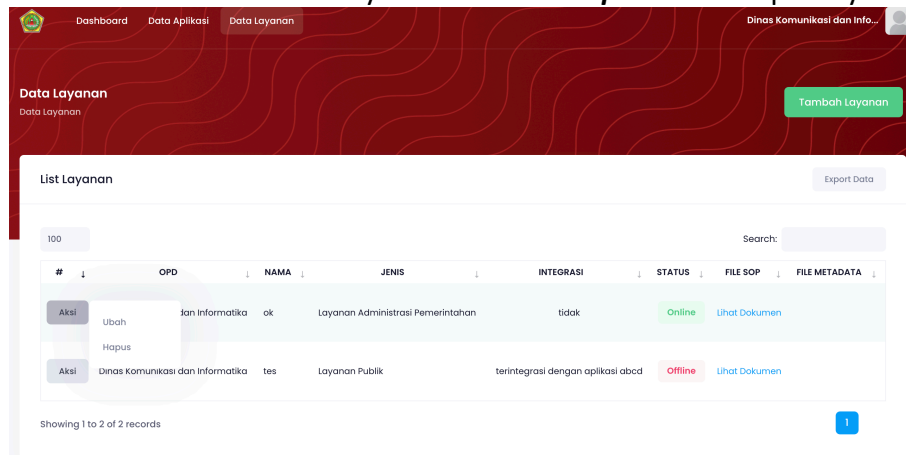 Dashboard Data Aplikasi Data Layanan Dinas Komunikasi dan Info...
Data Layanan
Data Layanan
Tambah Layanan
List Layanan Export Data
100 Search:
# OPD NAMA JENIS INTEGRASI STATUS FILE SOP FILE METADATA
Aksi dan Informatika ok Layanan Administrasi Pemerintahan tidak Online Lihat Dokumen
Ubah
Hapus
Aksi Dinas Komunikasi dan Informatika tes Layanan Publik terintegrasi dengan aplikasi abcd Offline Lihat Dokumen
Showing 1 to 2 of 2 records 1